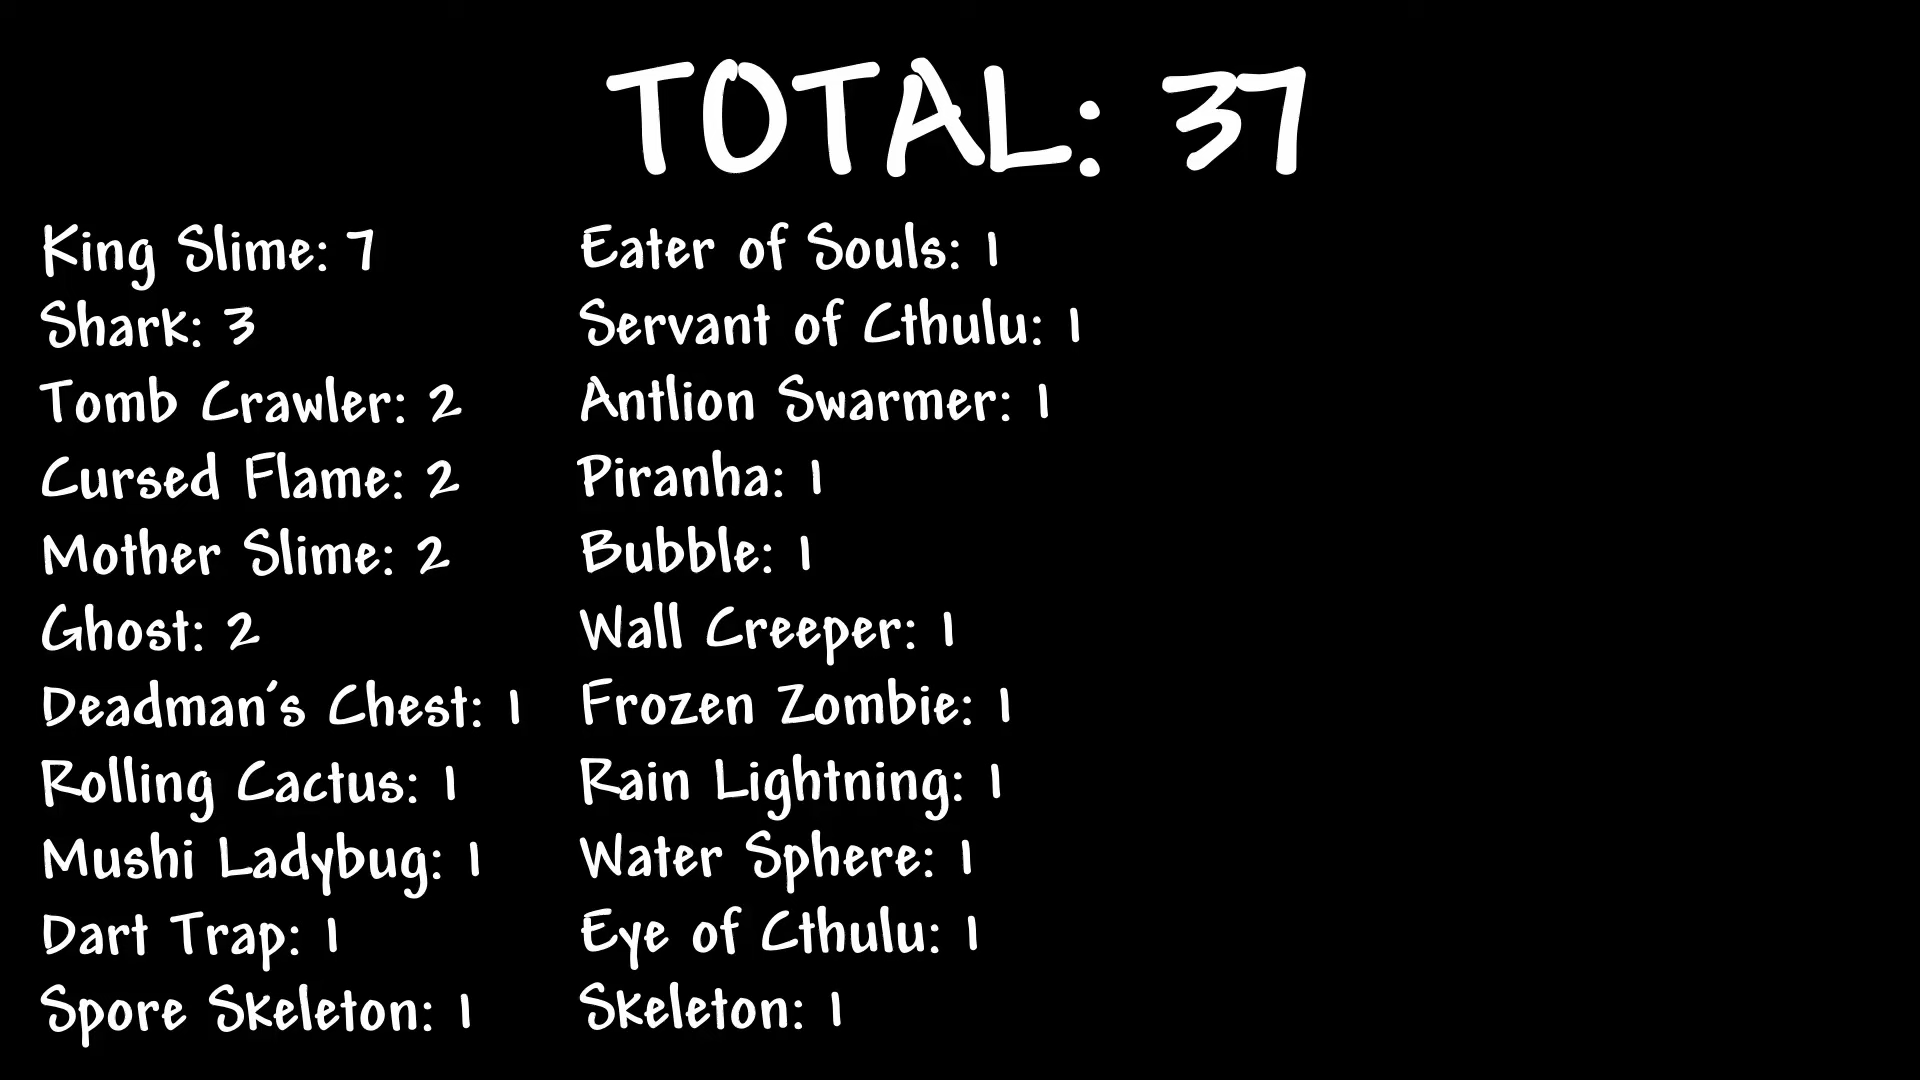 TOTAL: 37
King Slime: 7
Shark: 3
Tomb Crawler: 2
Cursed Flame: 2
Mother Slime: 2
Ghost: 2
Deadman's Chest: 1
Rolling Cactus: 1
Mushi Ladybug: 1
Dart Trap: 1
Spore Skeleton: 1
Eater of Souls: 1
Servant of Cthulu: 1
Antlion Swarmer: 1
Piranha: 1
Bubble: 1
Wall Creeper: 1
Frozen Zombie: 1
Rain Lightning: 1
Water Sphere: 1
Eye of Cthulu: 1
Skeleton: 1